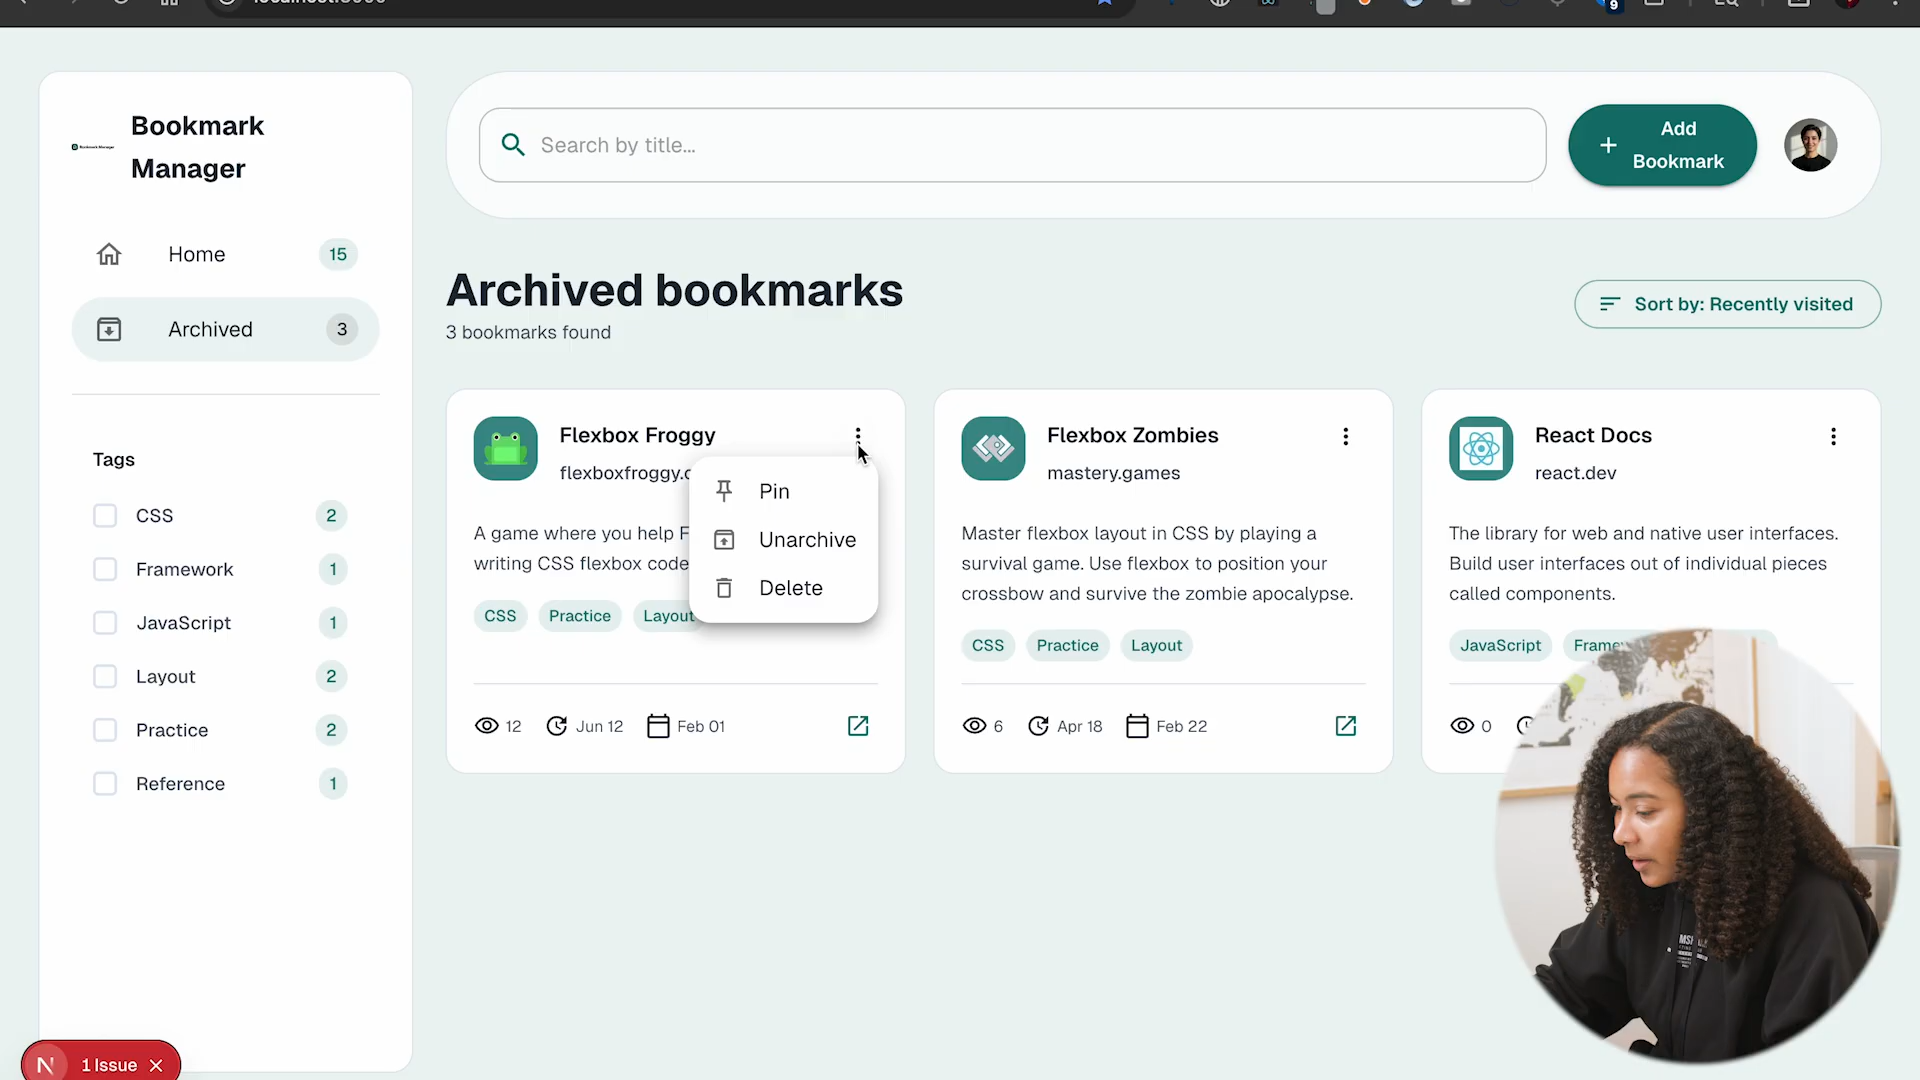 Bookmark
Manager
Home
15
Archived
3
Tags
CSS
2
Framework
1
JavaScript
1
Layout
2
Practice
2
Reference
1
N
1 Issue
Search by title...
+
Add
Bookmark
9
Archived bookmarks
3 bookmarks found
Sort by: Recently visited
Flexbox Froggy
A game where you help
writing CSS flexbox code
CSS
Practice
Layout
12
Jun 12
Feb 01
Pin
Unarchive
Delete
Flexbox Zombies
mastery.games
Master flexbox layout in CSS by playing a
survival game. Use flexbox to position your
crossbow and survive the zombie apocalypse.
CSS
Practice
Layout
6
Apr 18
Feb 22
React Docs
react.dev
The library for web and native user interfaces.
Build user interfaces out of individual pieces
called components.
JavaScript
0